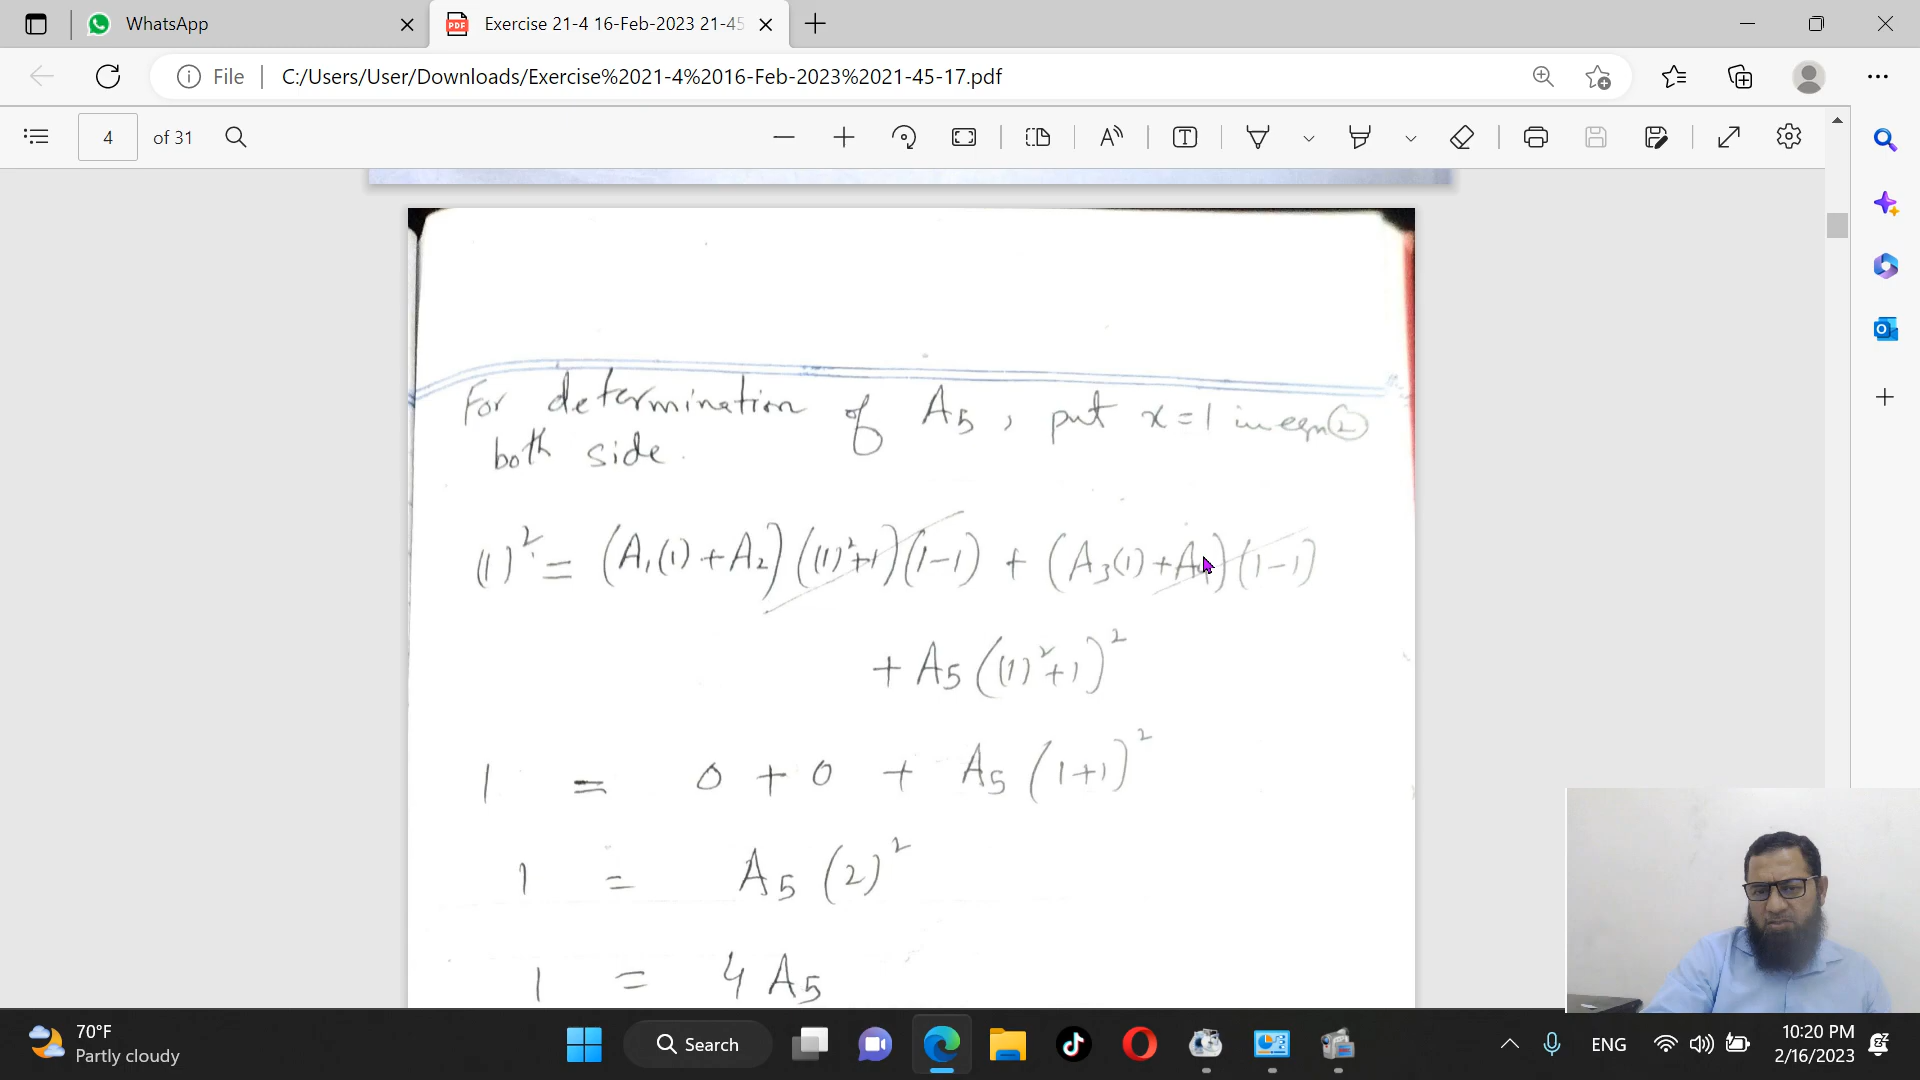 WhatsApp
Exercise 21-4 16-Feb-2023 21-45
File
C:/Users/User/Downloads/Exercise%2021-4%2016-Feb-2023%2021-45-17.pdf
4 of 31
For determination of A₅, put x=1 in eqn ②
both side.
(1)² = (A₁(1)+A₂)((1)²+1)(1-1) + (A₃(1)+A₄)(1-1)
+ A₅((1)²+1)²
1 = 0 + 0 + A₅(1+1)²
1 = A₅(2)²
1 = 4 A₅
70°F
Partly cloudy
Search
ENG
10:20 PM
2/16/2023